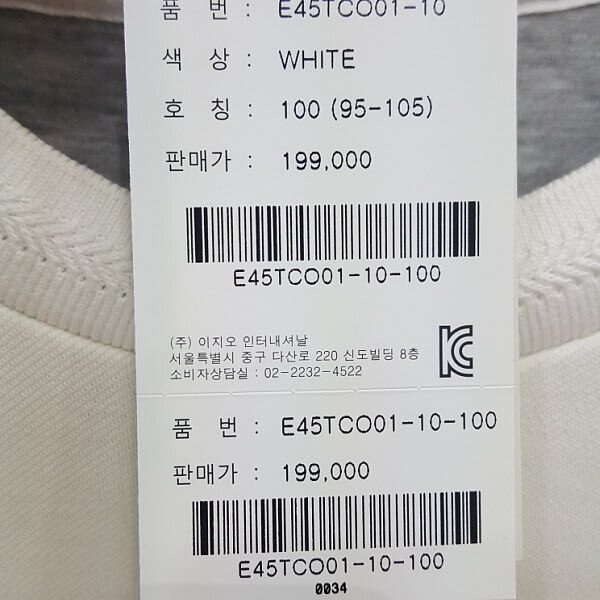 품 번 : E45TCO01-10
색 상 : WHITE
호 칭 : 100 (95-105)
판매가 : 199,000
E45TCO01-10-100
(주) 이지오 인터내셔날
서울특별시 중구 다산로 220 신도빌딩 8층
소비자상담실 : 02-2232-4522
품 번 : E45TCO01-10-100
판매가 : 199,000
E45TCO01-10-100
0034